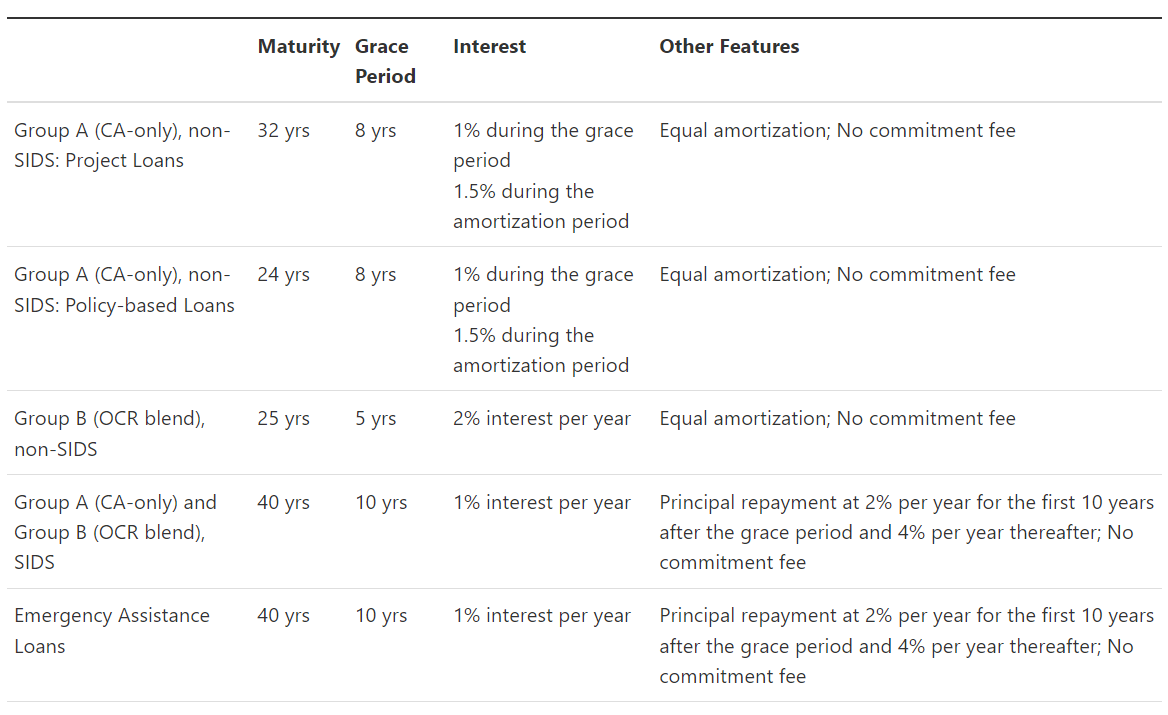 Maturity Grace Period Interest Other Features
Group A (CA-only), non-
SIDS: Project Loans
32 yrs
8 yrs
1% during the grace
period
1.5% during the
amortization period
Equal amortization; No commitment fee
Group A (CA-only), non-
SIDS: Policy-based Loans
24 yrs
8 yrs
1% during the grace
period
1.5% during the
amortization period
Equal amortization; No commitment fee
Group B (OCR blend),
non-SIDS
25 yrs
5 yrs
2% interest per year
Equal amortization; No commitment fee
Group A (CA-only) and
Group B (OCR blend),
SIDS
40 yrs
10 yrs
1% interest per year
Principal repayment at 2% per year for the first 10 years
after the grace period and 4% per year thereafter; No
commitment fee
Emergency Assistance
Loans
40 yrs
10 yrs
1% interest per year
Principal repayment at 2% per year for the first 10 years
after the grace period and 4% per year thereafter; No
commitment fee